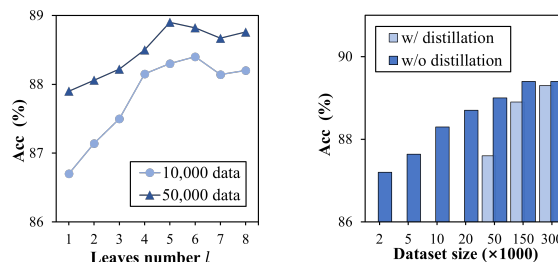 89
88
87
86
Acc (%)
10,000 data
50,000 data
1 2 3 4 5 6 7 8
Leaves number l
90
88
86
Acc (%)
w/ distillation
w/o distillation
2 5 10 20 50 150 300
Dataset size (×1000)